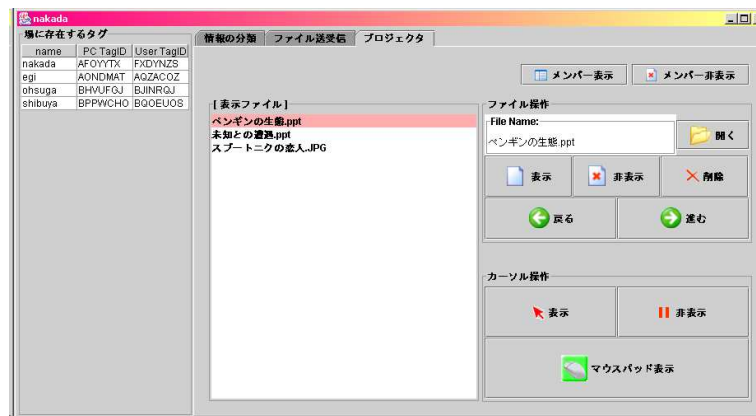 nakada
場に存在するタグ
name PC TagID User TagID
nakada AFOYYTX FXDYNZS
egi AONDMAT AQZACOZ
ohsuga BHVUFGJ BJINRQJ
shibuya BPPWCHO BQOEUOS
情報の分類 ファイル送受信 プロジェクタ
メンバー表示 メンバー非表示
[表示ファイル]
ペンギンの生態.ppt
未知との遭遇.ppt
スプートニクの恋人.JPG
ファイル操作
File Name:
ペンギンの生態.ppt
開く
表示 非表示 削除
戻る 進む
カーソル操作
表示 非表示
マウスパッド表示